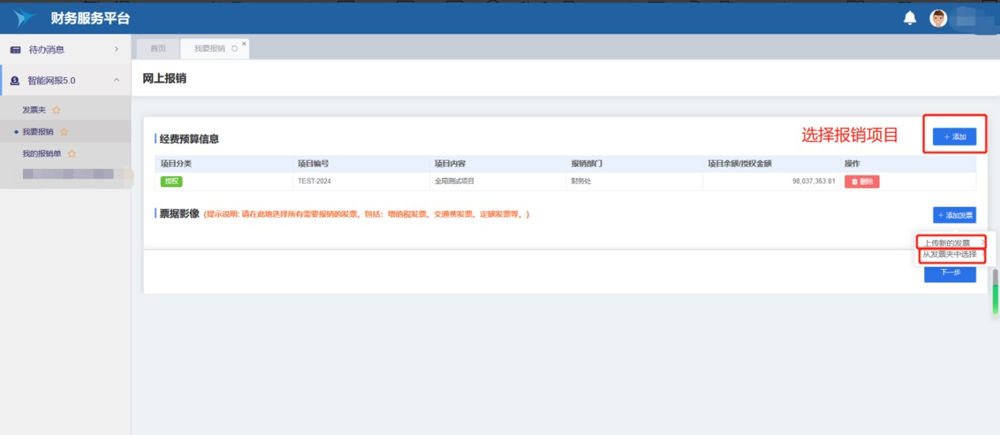 财务服务平台
待办消息
首页
我要报销
智能网报5.0
网上报销
发票夹
我要报销
我的报销单
经费预算信息
选择报销项目
+ 添加
项目分类 项目编号 项目内容 报销部门 项目余额/授权金额 操作
授权 TEST-2024 全局测试项目 财务处 98,037,363.81 删除
票据影像 (提示说明: 请在此地选择所有需要报销的发票。包括: 增值税发票、交通费发票、定额发票等。)
+ 添加发票
上传新的发票
从发票夹中选择
下一步